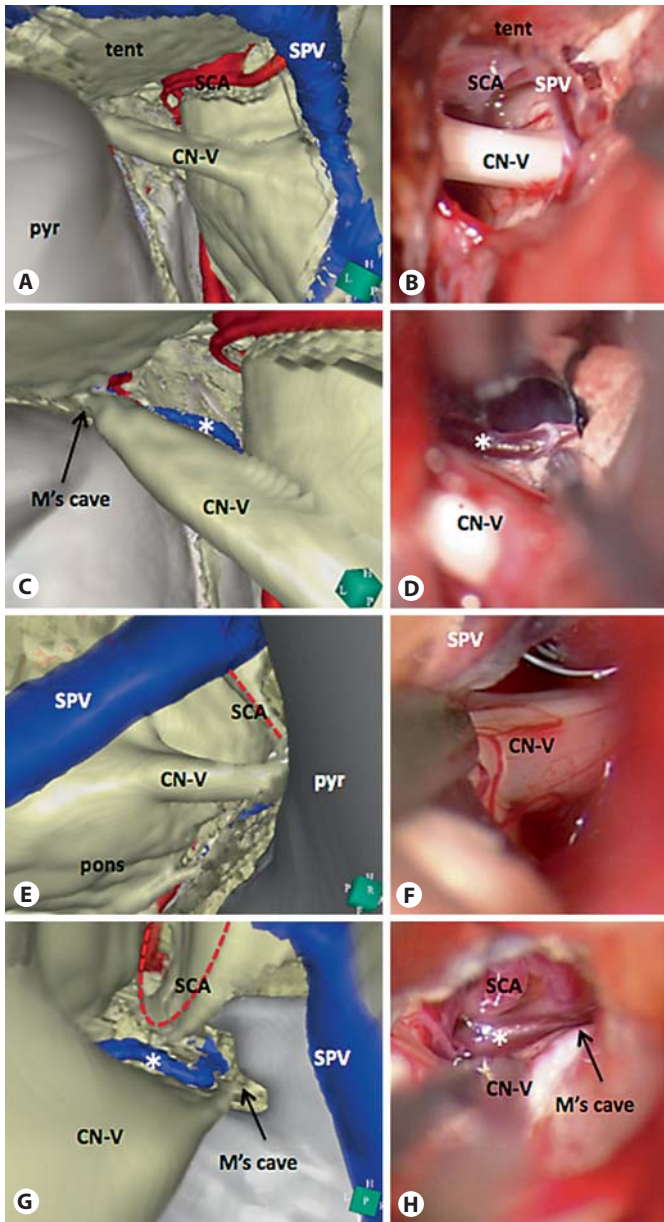 tent
SPV
SCA
CN-V
pyr
A
tent
SCA
SPV
CN-V
B
*
M's cave
CN-V
C
*
CN-V
D
SPV
SCA
CN-V
pyr
pons
E
SPV
CN-V
F
SCA
*
SPV
CN-V
M's cave
G
SCA
*
CN-V
M's cave
H